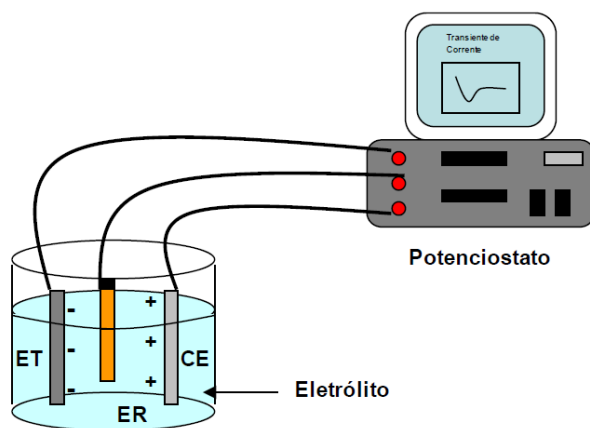 Transiente de
Corrente
Potenciostato
- +
ET - + CE
- +
Eletrólito
ER